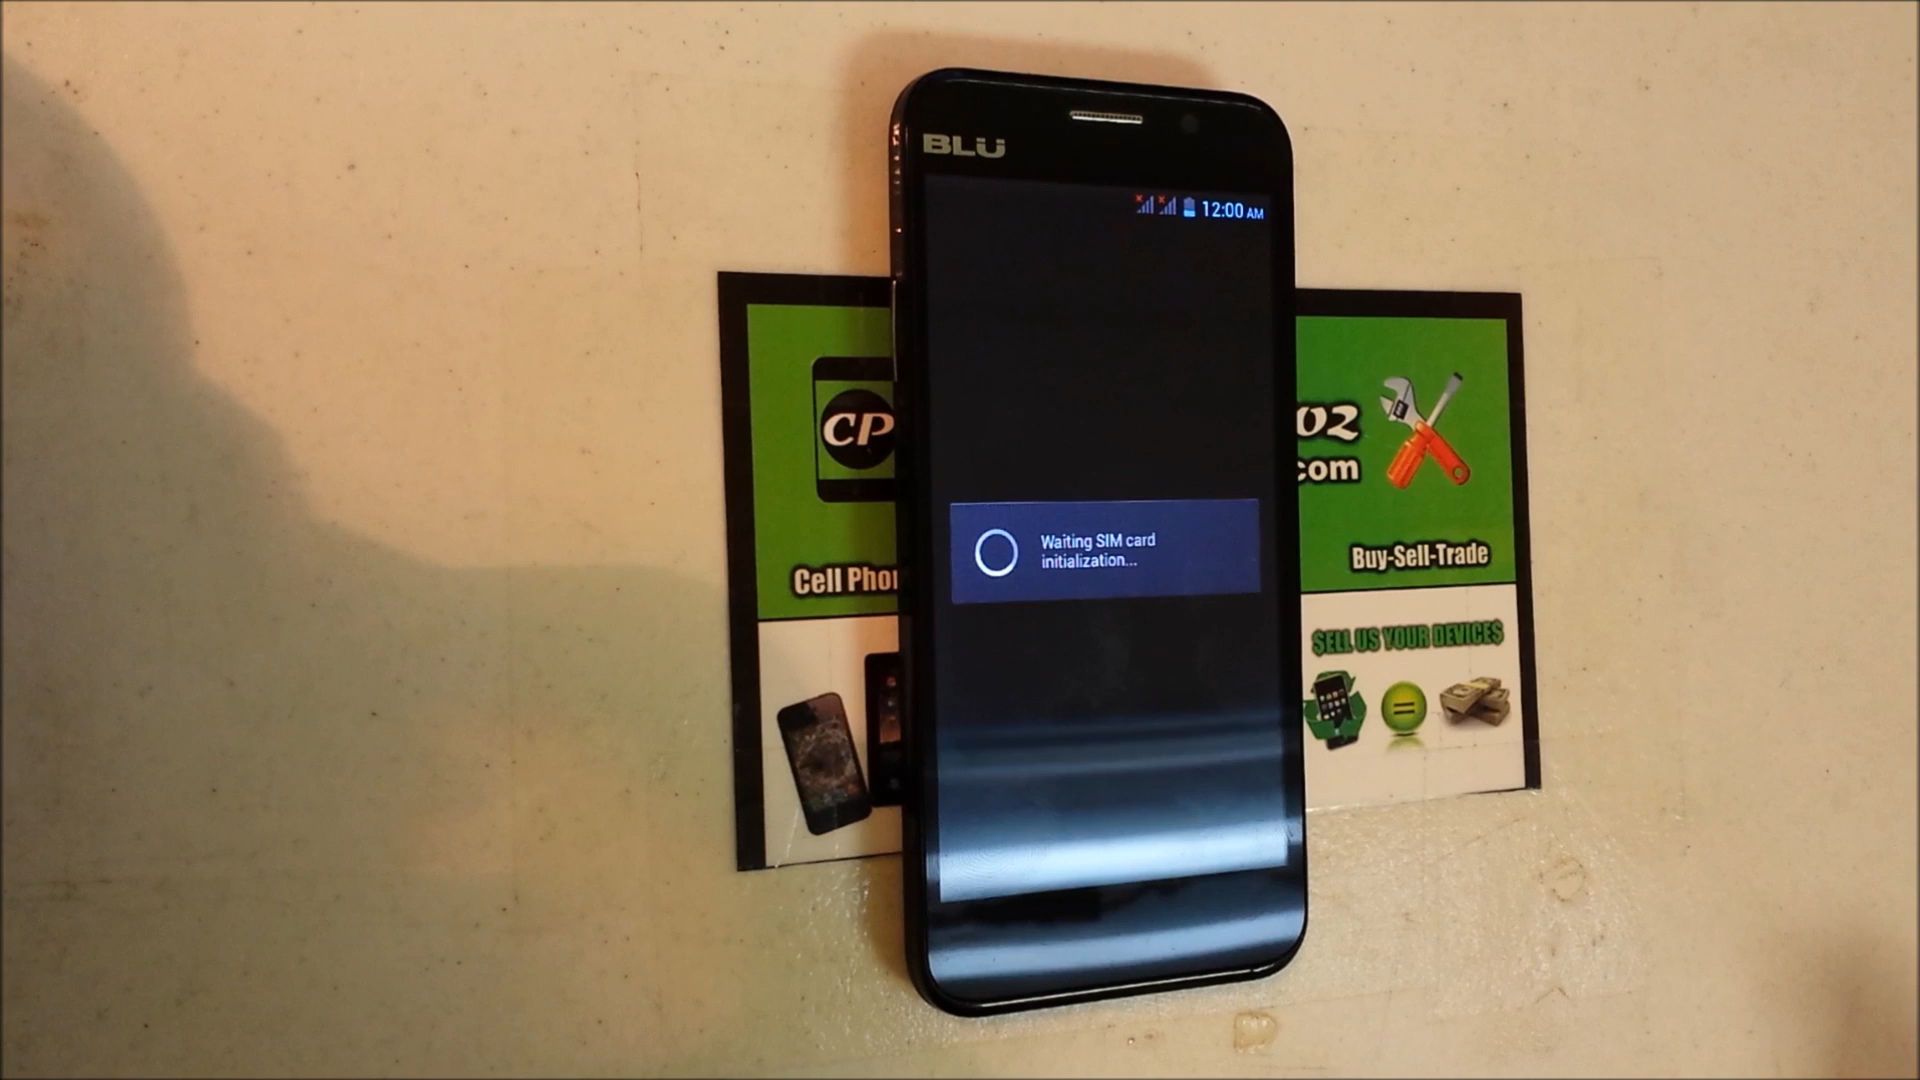 BLU
12:00 AM
Waiting SIM card
initialization...
CP
Cell Pho
02
com
Buy-Sell-Trade
SELL US YOUR DEVICES